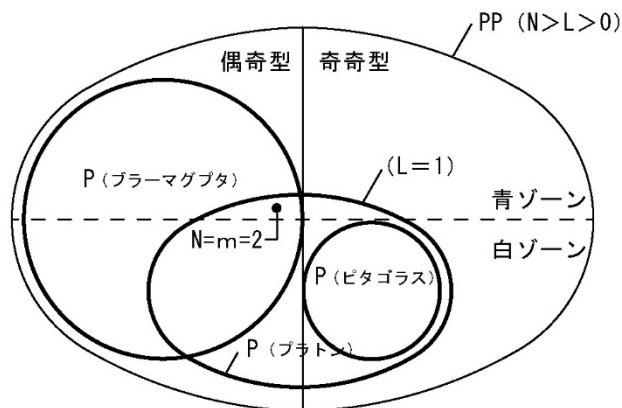 PP (N>L>0)
偶奇型 奇奇型
P (ブラーマグプタ)
(L=1)
青ゾーン
N=m=2
白ゾーン
P (ピタゴラス)
P (プラトン)